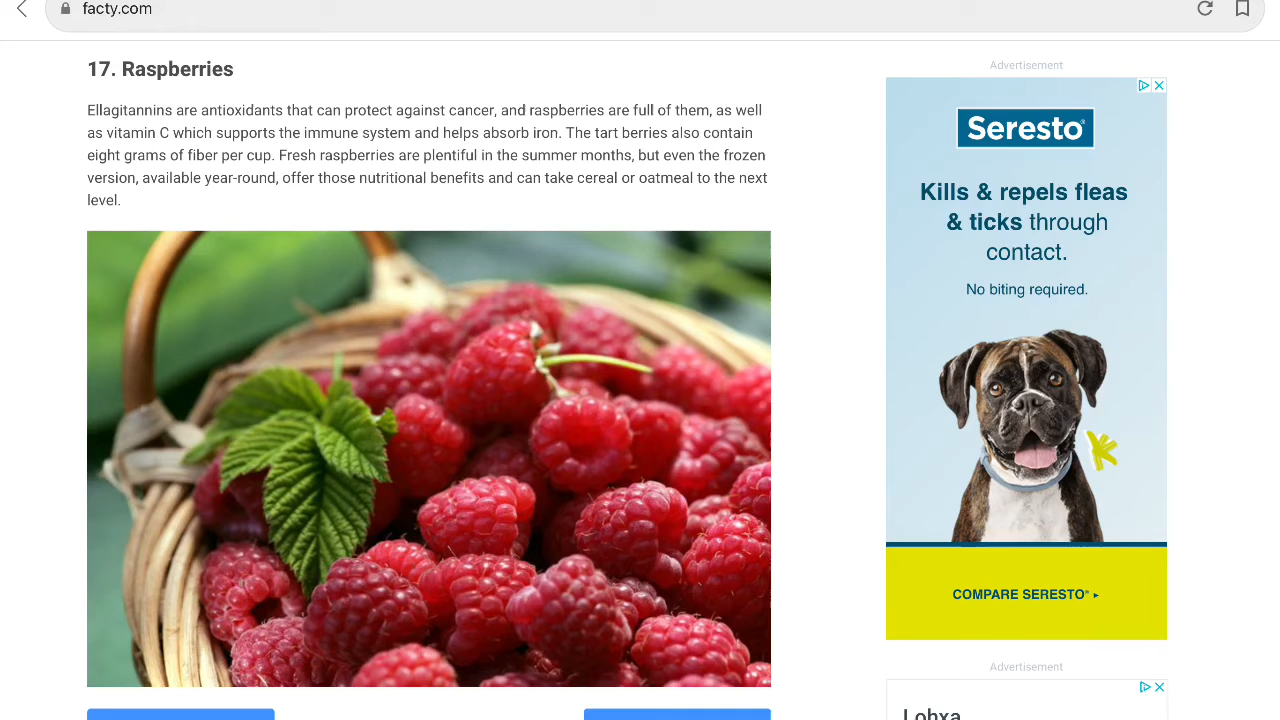 facty.com
17. Raspberries
Ellagitannins are antioxidants that can protect against cancer, and raspberries are full of them, as well
as vitamin C which supports the immune system and helps absorb iron. The tart berries also contain
eight grams of fiber per cup. Fresh raspberries are plentiful in the summer months, but even the frozen
version, available year-round, offer those nutritional benefits and can take cereal or oatmeal to the next
level.
Advertisement
Seresto®
Kills & repels fleas
& ticks through
contact.
No biting required.
COMPARE SERESTO® ▸
Advertisement